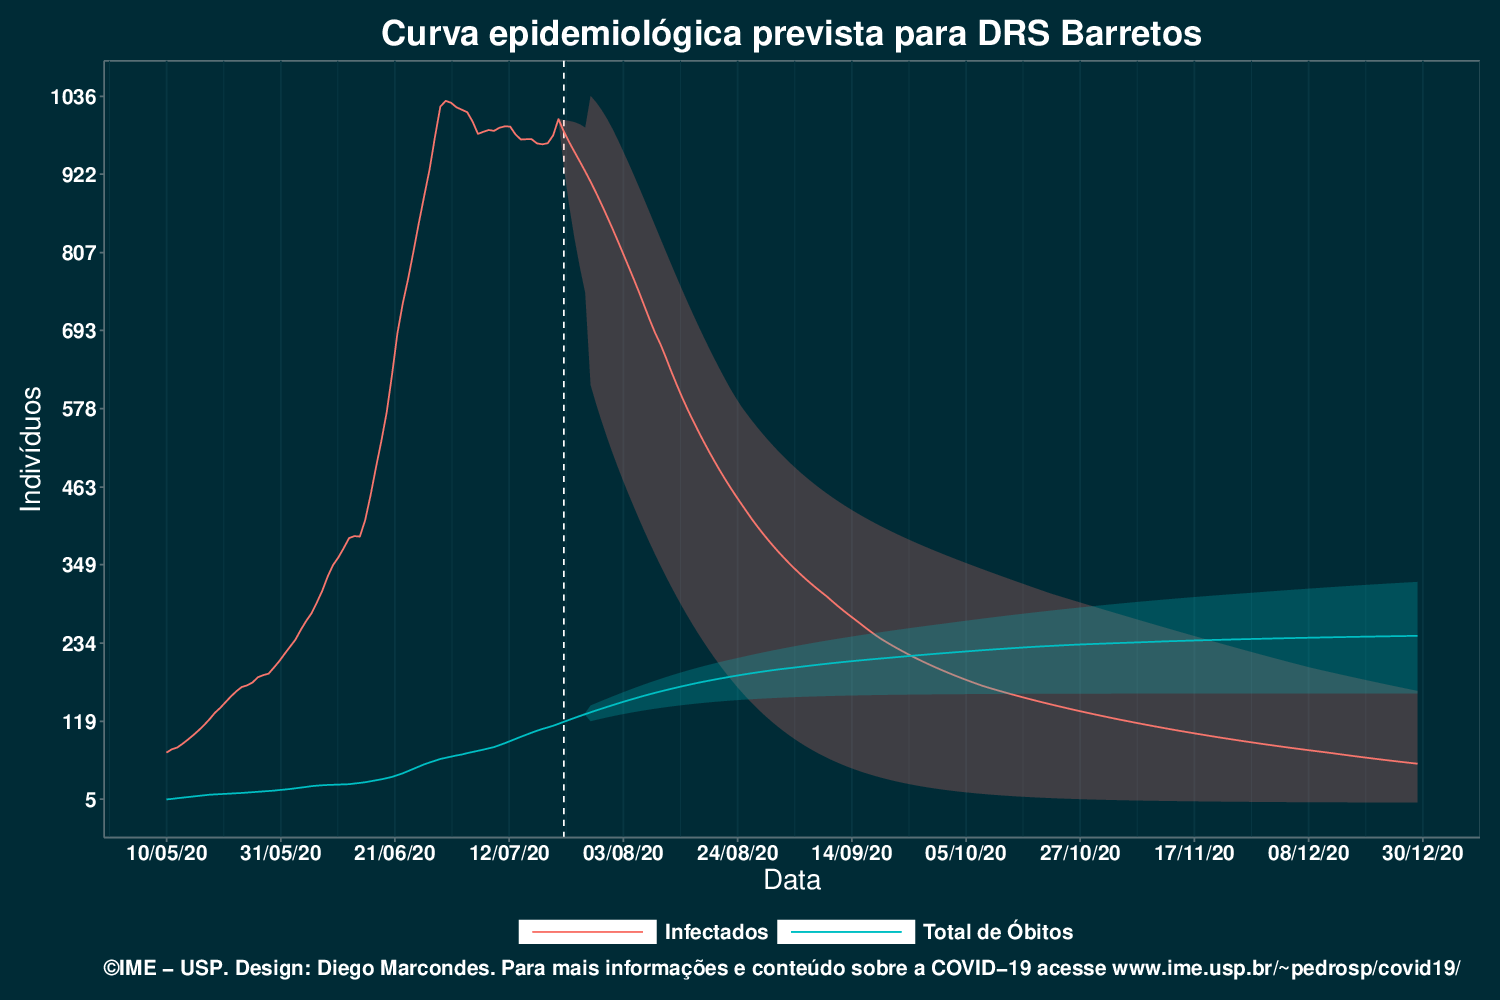 Curva epidemiológica prevista para DRS Barretos
Indivíduos
1036
922
807
693
578
463
349
234
119
5
10/05/20 31/05/20 21/06/20 12/07/20 03/08/20 24/08/20 14/09/20 05/10/20 27/10/20 17/11/20 08/12/20 30/12/20
Data
Infectados Total de Óbitos
©IME − USP. Design: Diego Marcondes. Para mais informações e conteúdo sobre a COVID−19 acesse www.ime.usp.br/~pedrosp/covid19/